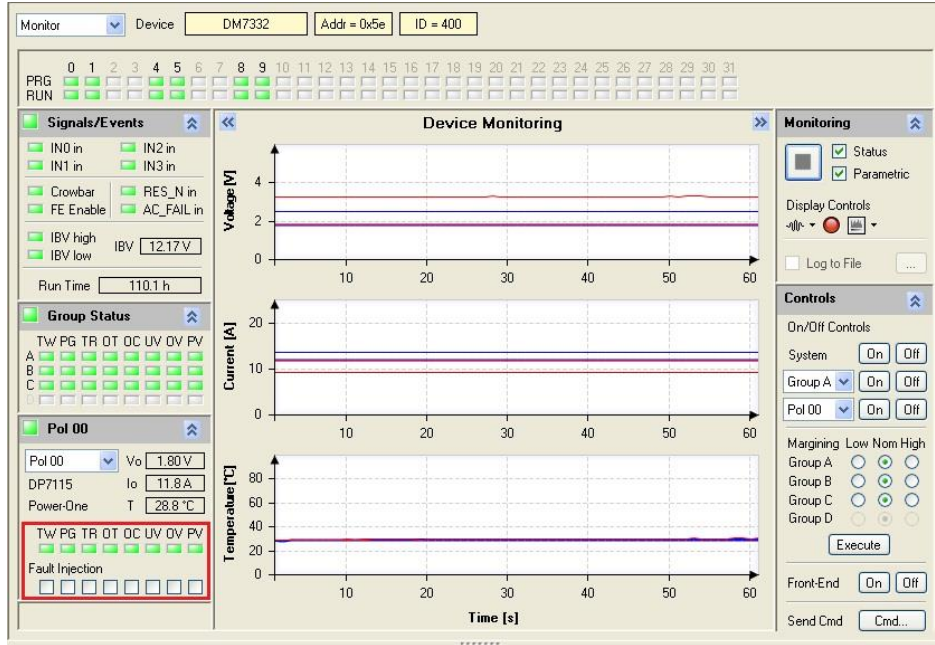 Monitor Device DM7332 Addr = 0x5e ID = 400
0 1 2 3 4 5 6 7 8 9 10 11 12 13 14 15 16 17 18 19 20 21 22 23 24 25 26 27 28 29 30 31
PRG
RUN
Signals/Events
IN0 in IN2 in
IN1 in IN3 in
Crowbar RES_N in
FE Enable AC_FAIL in
IBV high
IBV 12.17 V
IBV low
Run Time 110.1 h
Group Status
TW PG TR OT OC UV OV PV
A
B
C
D
Pol 00
Pol 00 Vo 1.80 V
DP7115 Io 11.8 A
Power-One T 28.8 °C
TW PG TR OT OC UV OV PV
Fault Injection
Device Monitoring
Voltage [V]
4
2
0
10 20 30 40 50 60
Current [A]
20
10
0
10 20 30 40 50 60
Temperature [°C]
80
60
40
20
0
10 20 30 40 50 60
Time [s]
Monitoring
Status
Parametric
Display Controls
Log to File ...
Controls
On/Off Controls
System On Off
Group A On Off
Pol 00 On Off
Margining Low Nom High
Group A
Group B
Group C
Group D
Execute
Front-End On Off
Send Cmd Cmd...